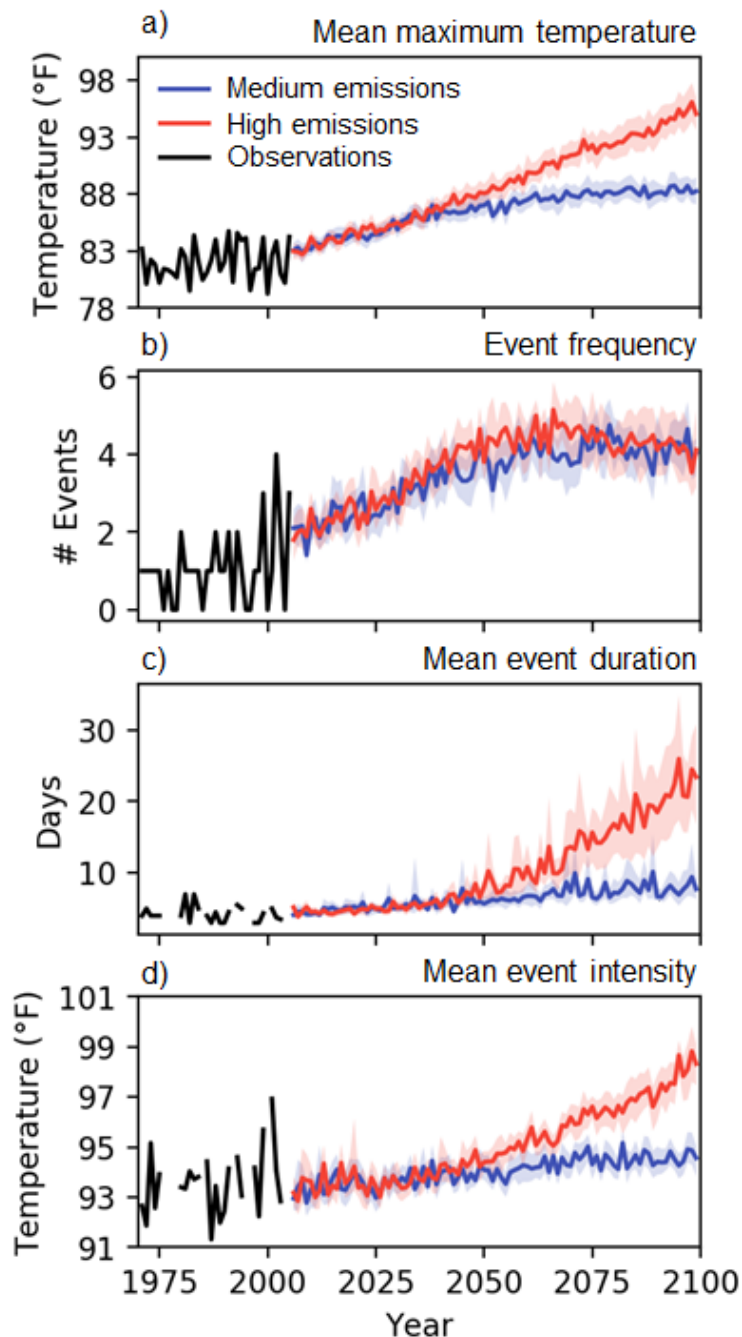 a)
Mean maximum temperature
Temperature (°F)
98
93
88
83
78
Medium emissions
High emissions
Observations
b)
Event frequency
# Events
6
4
2
0
c)
Mean event duration
Days
30
20
10
d)
Mean event intensity
Temperature (°F)
101
99
97
95
93
91
1975 2000 2025 2050 2075 2100
Year